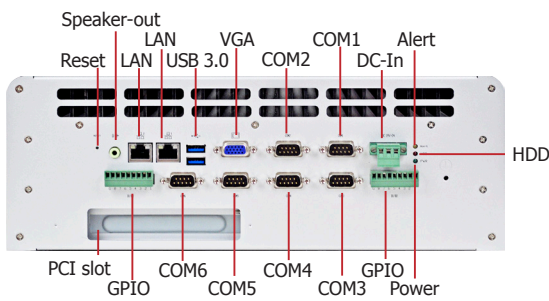 Speaker-out
LAN
VGA
COM1
Alert
Reset
LAN
USB 3.0
COM2
DC-In
HDD
PCI slot
GPIO
COM6
COM5
COM4
COM3
GPIO
Power